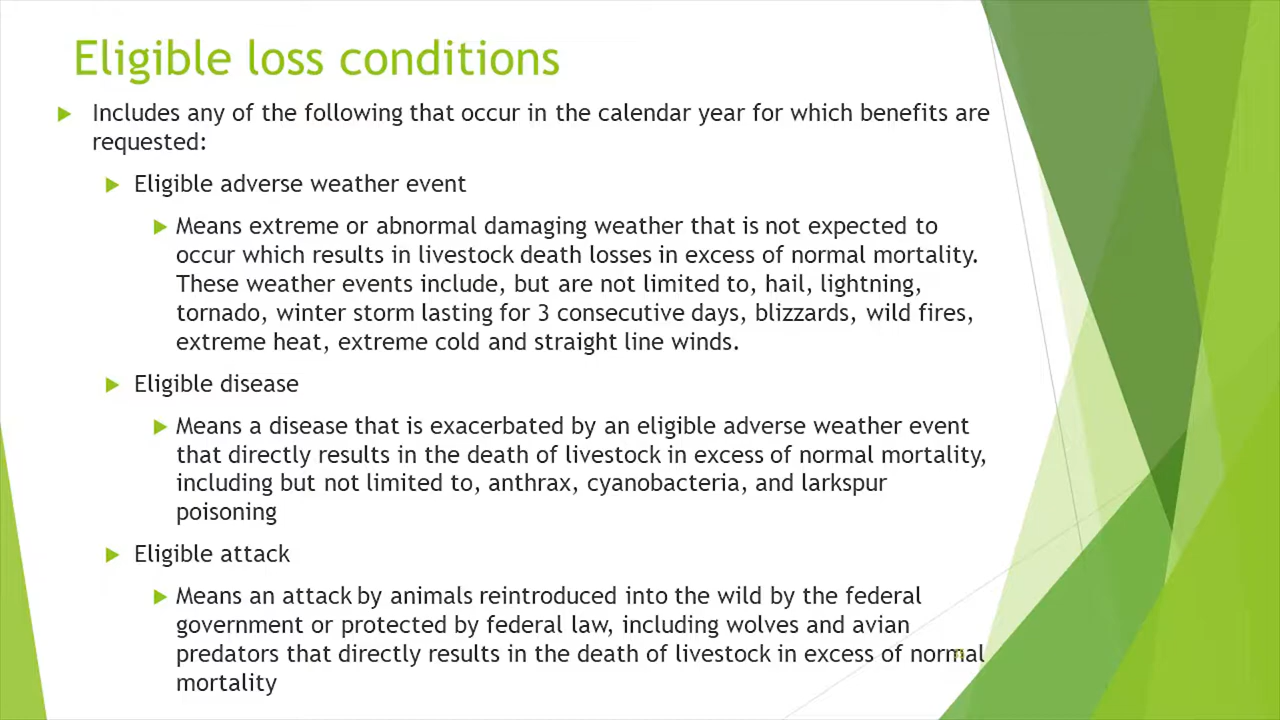 Eligible loss conditions
Includes any of the following that occur in the calendar year for which benefits are
requested:
Eligible adverse weather event
Means extreme or abnormal damaging weather that is not expected to
occur which results in livestock death losses in excess of normal mortality.
These weather events include, but are not limited to, hail, lightning,
tornado, winter storm lasting for 3 consecutive days, blizzards, wild fires,
extreme heat, extreme cold and straight line winds.
Eligible disease
Means a disease that is exacerbated by an eligible adverse weather event
that directly results in the death of livestock in excess of normal mortality,
including but not limited to, anthrax, cyanobacteria, and larkspur
poisoning
Eligible attack
Means an attack by animals reintroduced into the wild by the federal
government or protected by federal law, including wolves and avian
predators that directly results in the death of livestock in excess of normal
mortality